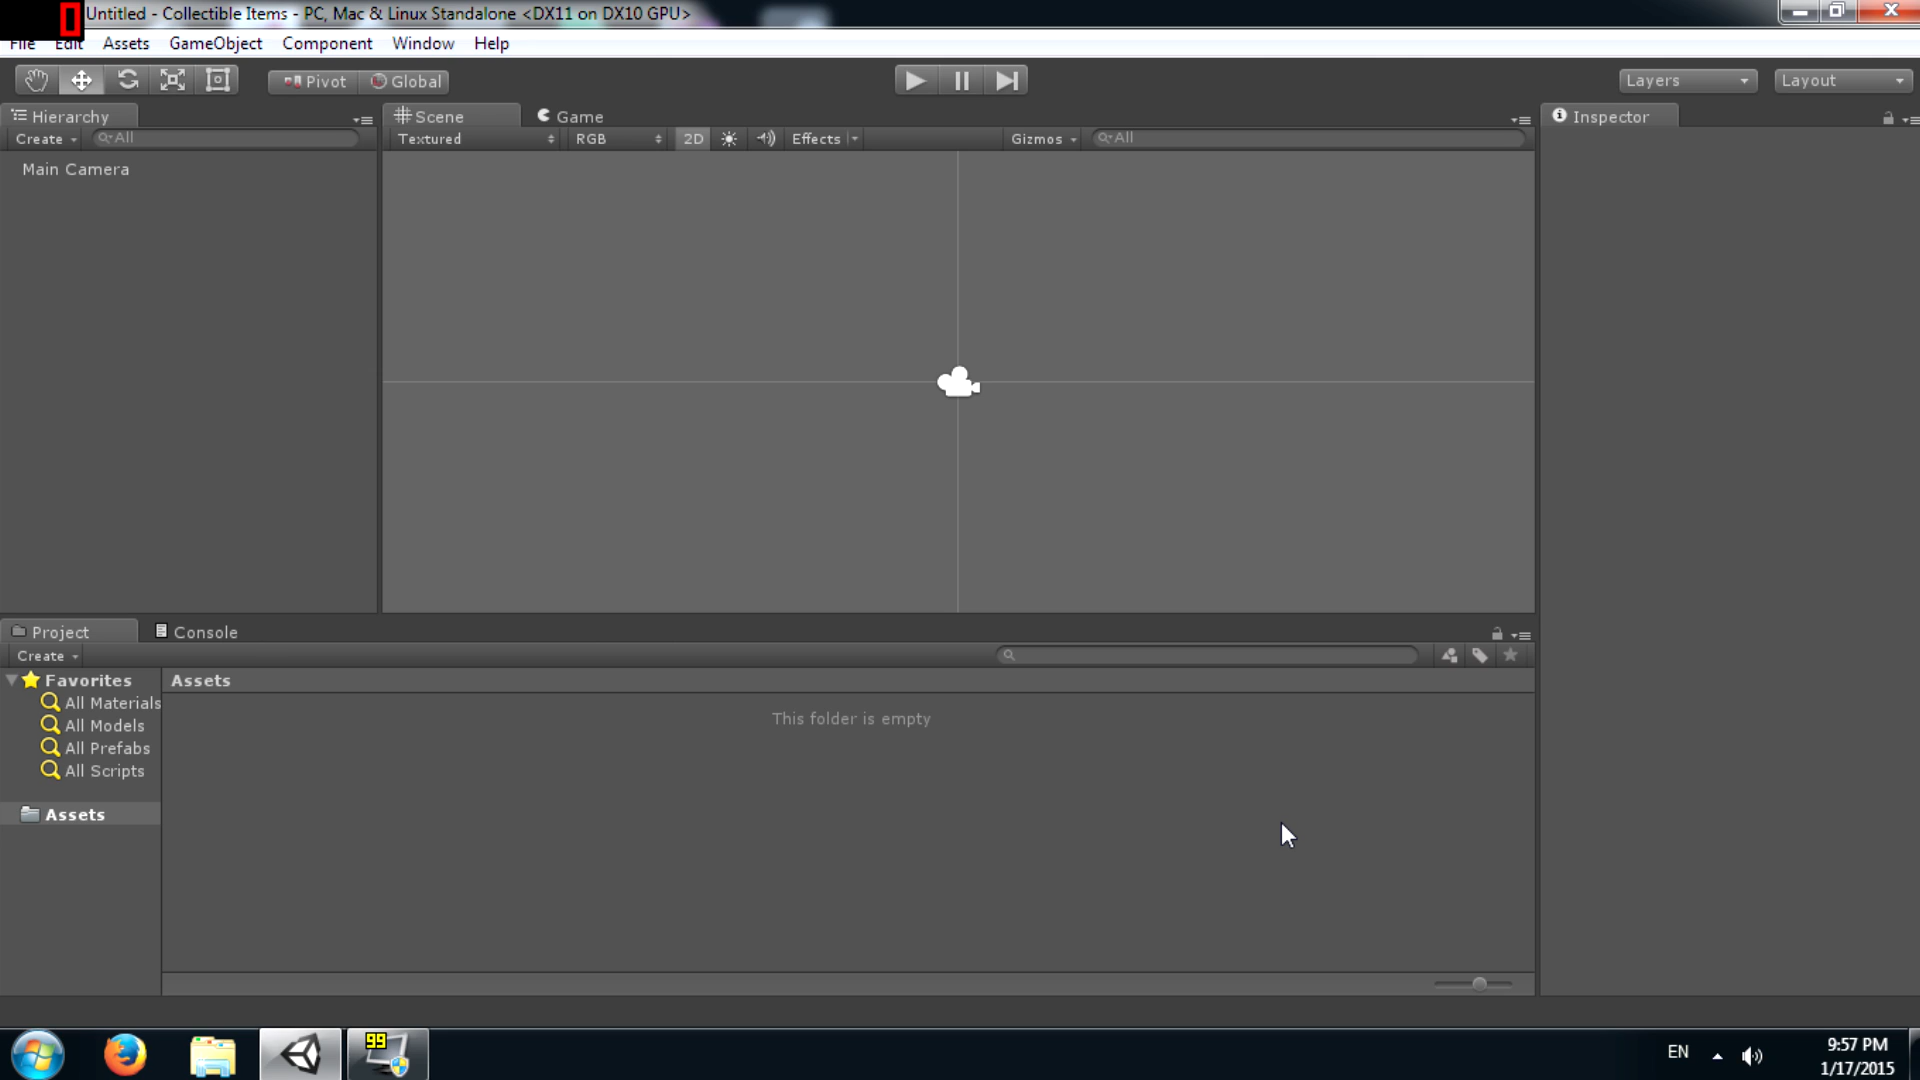 Untitled - Collectible Items - PC, Mac & Linux Standalone <DX11 on DX10 GPU>
File Edit Assets GameObject Component Window Help
Pivot Global Layers Layout
Hierarchy Scene Game Inspector
Create All Textured RGB 2D Effects Gizmos All
Main Camera
Project Console
Create
Favorites Assets
All Materials This folder is empty
All Models
All Prefabs
All Scripts
Assets
99
EN
9:57 PM
1/17/2015